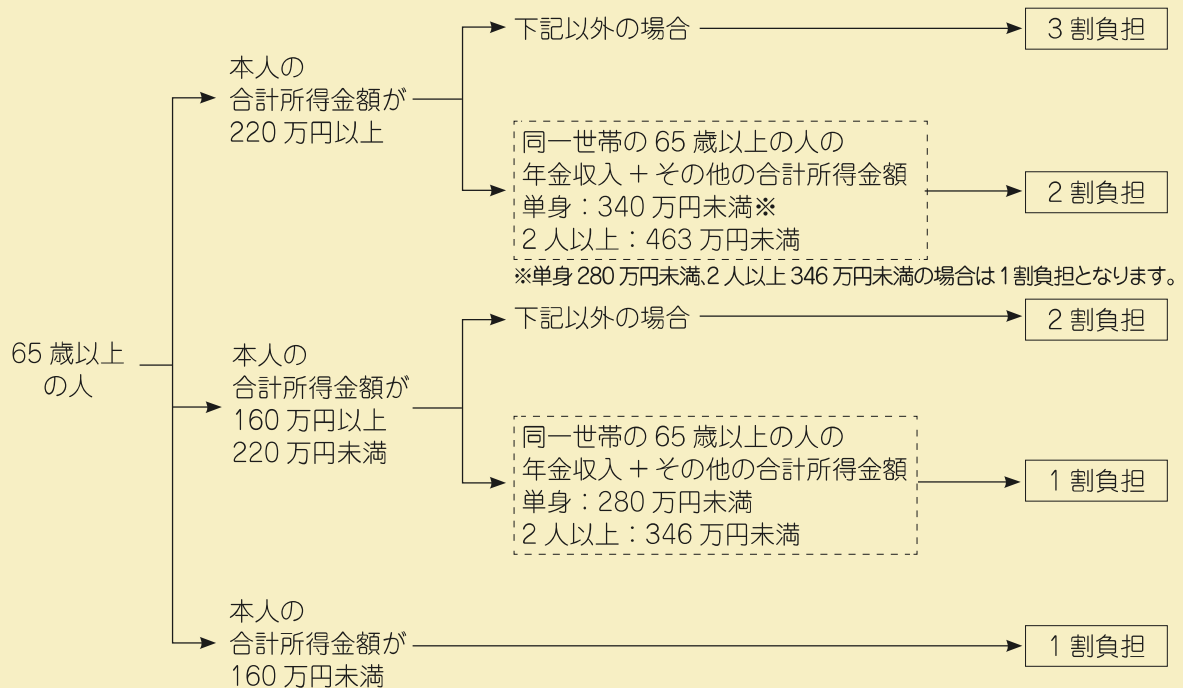 65 歳以上
の人
本人の
合計所得金額が
220 万円以上
下記以外の場合
3 割負担
同一世帯の 65 歳以上の人の
年金収入 + その他の合計所得金額
単身：340 万円未満※
2 人以上：463 万円未満
2 割負担
※単身 280 万円未満、2 人以上 346 万円未満の場合は 1 割負担となります。
本人の
合計所得金額が
160 万円以上
220 万円未満
下記以外の場合
2 割負担
同一世帯の 65 歳以上の人の
年金収入 + その他の合計所得金額
単身：280 万円未満
2 人以上：346 万円未満
1 割負担
本人の
合計所得金額が
160 万円未満
1 割負担